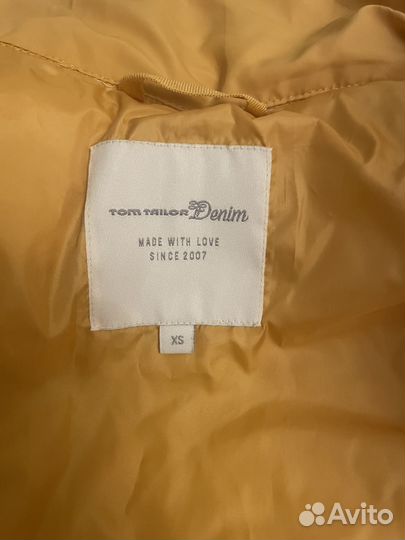 TOM TAILOR Denim
MADE WITH LOVE
SINCE 2007
XS
Avito